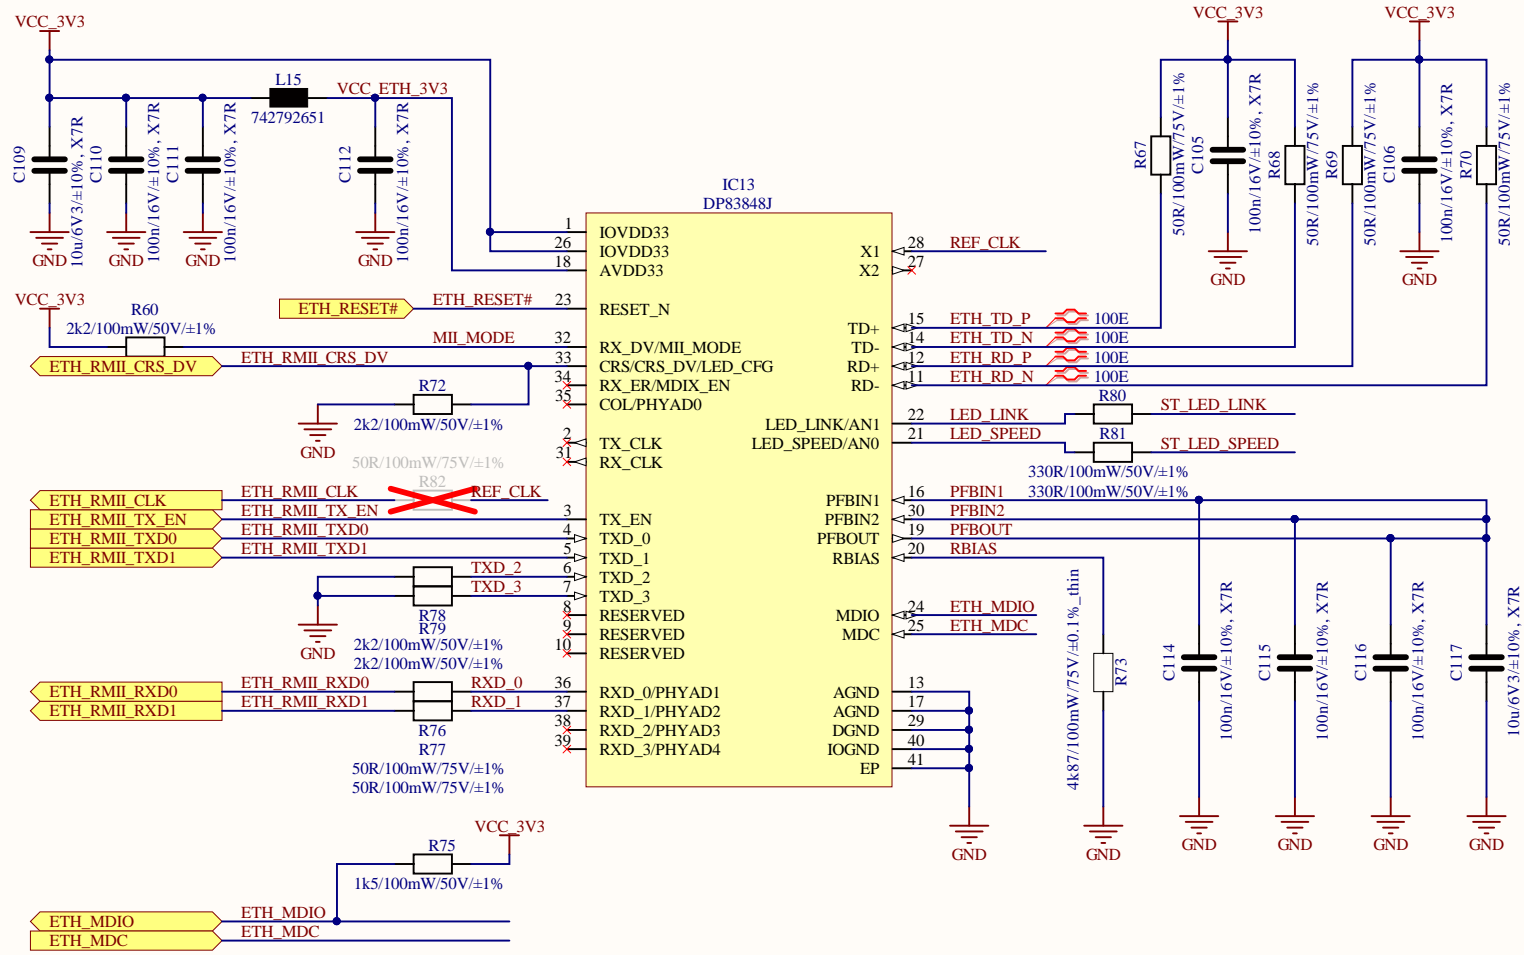 VCC_3V3
L15
VCC_ETH_3V3
742792651
C109
10u/6V3/±10%, X7R
C110
100n/16V/±10%, X7R
C111
100n/16V/±10%, X7R
C112
100n/16V/±10%, X7R
GND
GND
GND
GND
VCC_3V3
R60
2k2/100mW/50V/±1%
ETH_RESET#
ETH_RESET#
MII_MODE
ETH_RMII_CRS_DV
ETH_RMII_CRS_DV
R72
2k2/100mW/50V/±1%
GND
50R/100mW/75V/±1%
R82
ETH_RMII_CLK
ETH_RMII_CLK
REF_CLK
ETH_RMII_TX_EN
ETH_RMII_TX_EN
ETH_RMII_TXD0
ETH_RMII_TXD0
ETH_RMII_TXD1
ETH_RMII_TXD1
TXD_2
TXD_3
R78
R79
2k2/100mW/50V/±1%
2k2/100mW/50V/±1%
GND
ETH_RMII_RXD0
ETH_RMII_RXD0
RXD_0
ETH_RMII_RXD1
ETH_RMII_RXD1
RXD_1
R76
R77
50R/100mW/75V/±1%
50R/100mW/75V/±1%
VCC_3V3
R75
1k5/100mW/50V/±1%
ETH_MDIO
ETH_MDIO
ETH_MDC
ETH_MDC
IC13
DP83848J
1 IOVDD33
26 IOVDD33
18 AVDD33
23 RESET_N
32 RX_DV/MII_MODE
33 CRS/CRS_DV/LED_CFG
34 RX_ER/MDIX_EN
35 COL/PHYAD0
2 TX_CLK
31 RX_CLK
3 TX_EN
4 TXD_0
5 TXD_1
6 TXD_2
7 TXD_3
8 RESERVED
9 RESERVED
10 RESERVED
36 RXD_0/PHYAD1
37 RXD_1/PHYAD2
38 RXD_2/PHYAD3
39 RXD_3/PHYAD4
X1 28 REF_CLK
X2 27
TD+ 15 ETH_TD_P 100E
TD- 14 ETH_TD_N 100E
RD+ 12 ETH_RD_P 100E
RD- 11 ETH_RD_N 100E
LED_LINK/AN1 22 LED_LINK R80 ST_LED_LINK
LED_SPEED/AN0 21 LED_SPEED R81 ST_LED_SPEED
330R/100mW/50V/±1%
330R/100mW/50V/±1%
PFBIN1 16 PFBIN1
PFBIN2 30 PFBIN2
PFBOUT 19 PFBOUT
RBIAS 20 RBIAS
MDIO 24 ETH_MDIO
MDC 25 ETH_MDC
AGND 13
AGND 17
DGND 29
IOGND 40
EP 41
GND
VCC_3V3
R67
50R/100mW/75V/±1%
C105
100n/16V/±10%, X7R
R68
50R/100mW/75V/±1%
GND
VCC_3V3
R69
50R/100mW/75V/±1%
C106
100n/16V/±10%, X7R
R70
50R/100mW/75V/±1%
GND
4k87/100mW/75V/±0.1%_thin
R73
GND
C114
100n/16V/±10%, X7R
GND
C115
100n/16V/±10%, X7R
GND
C116
100n/16V/±10%, X7R
GND
C117
10u/6V3/±10%, X7R
GND